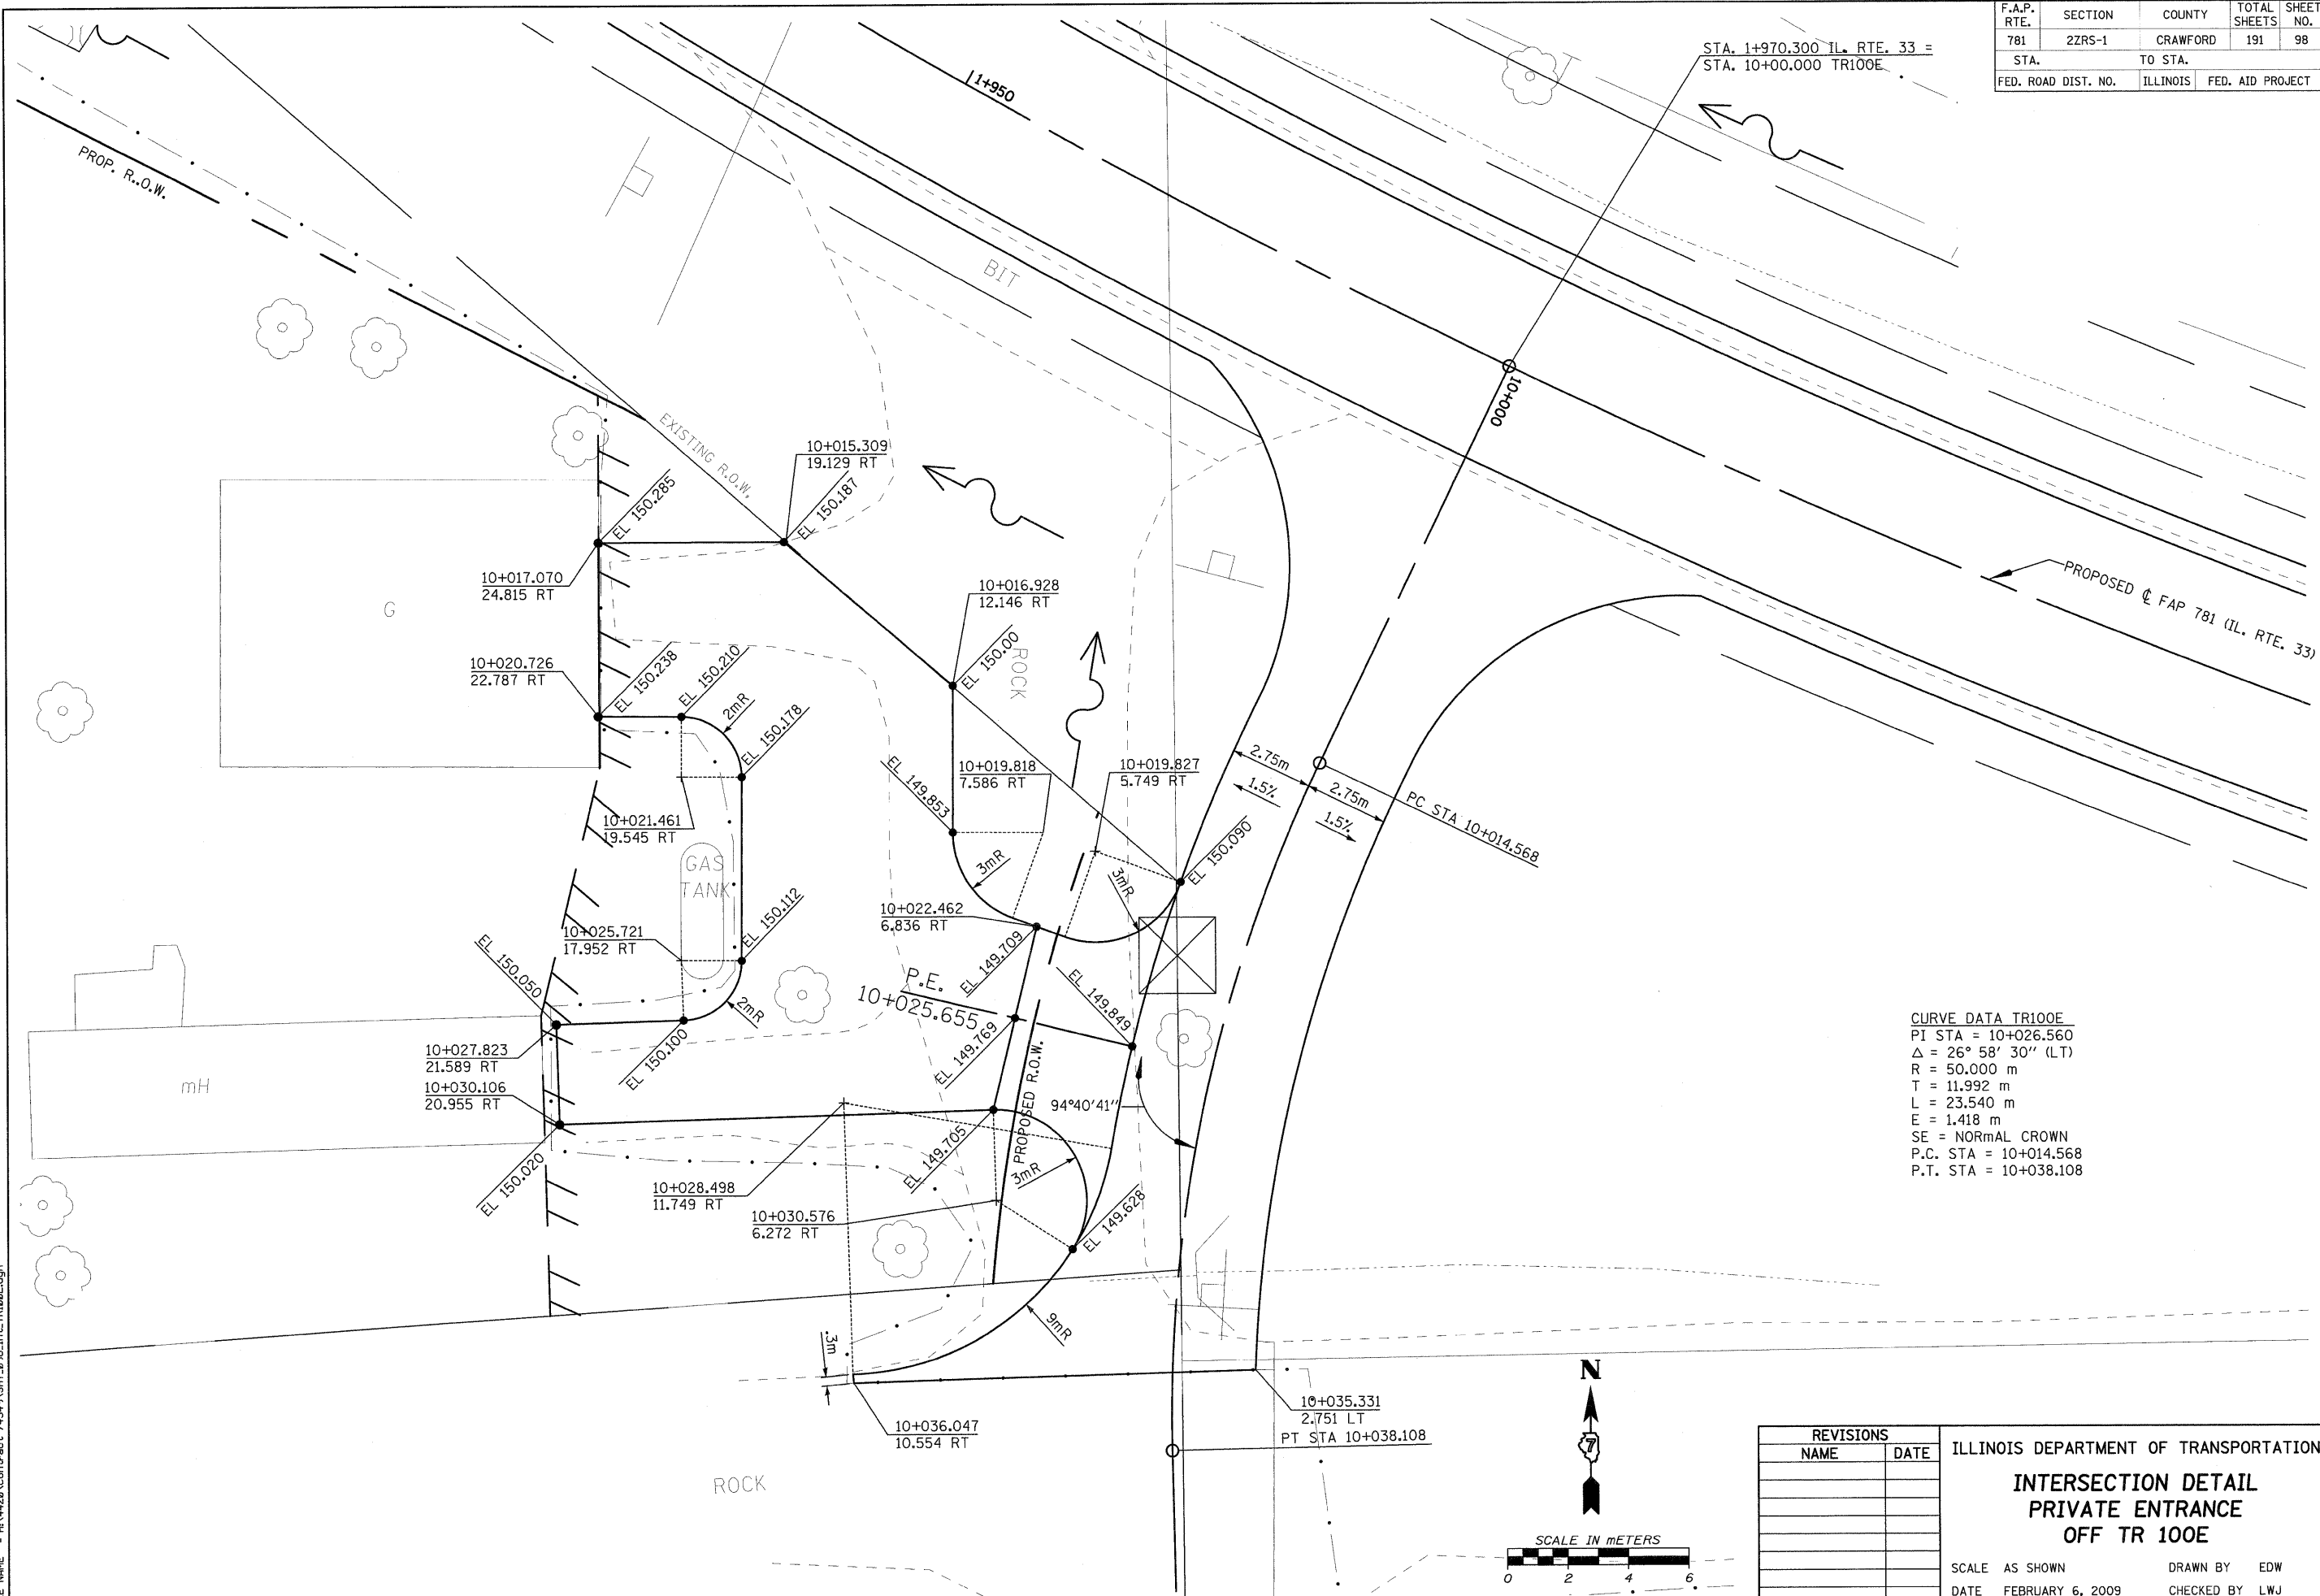 F.A.P. RTE. SECTION COUNTY TOTAL SHEETS SHEET NO.
781 2ZRS-1 CRAWFORD 191 98
STA. TO STA.
FED. ROAD DIST. NO. ILLINOIS FED. AID PROJECT
STA. 1+970.300 IL. RTE. 33 =
STA. 10+00.000 TR100E
1+950
PROP. R..O.W.
BIT
10+000
EXISTING R.O.W.
10+015.309
19.129 RT
EL 150.187
EL 150.285
10+017.070
24.815 RT
G
10+016.928
12.146 RT
EL 150.00
ROCK
PROPOSED ℄ FAP 781 (IL. RTE. 33)
10+020.726
22.787 RT
EL 150.238
EL 150.210
2mR
EL 150.178
EL 149.853
10+019.818
7.586 RT
10+019.827
5.749 RT
2.75m
1.5%
2.75m
1.5%
PC STA 10+014.568
10+021.461
19.545 RT
GAS
TANK
3mR
3mR
EL 150.090
EL 150.112
10+022.462
6.836 RT
EL 149.709
10+025.721
17.952 RT
EL 150.050
P.E.
10+025.655
EL 149.849
2mR
EL 149.769
EL 150.100
10+027.823
21.589 RT
10+030.106
20.955 RT
mH
PROPOSED R.O.W.
94°40'41"
EL 149.705
3mR
EL 150.020
10+028.498
11.749 RT
10+030.576
6.272 RT
EL 149.628
CURVE DATA TR100E
PI STA = 10+026.560
Δ = 26° 58' 30" (LT)
R = 50.000 m
T = 11.992 m
L = 23.540 m
E = 1.418 m
SE = NORmAL CROWN
P.C. STA = 10+014.568
P.T. STA = 10+038.108
9mR
.3m
10+036.047
10.554 RT
10+035.331
2.751 LT
PT STA 10+038.108
ROCK
N
7
SCALE IN mETERS
0 2 4 6
REVISIONS
NAME DATE
ILLINOIS DEPARTMENT OF TRANSPORTATION
INTERSECTION DETAIL
PRIVATE ENTRANCE
OFF TR 100E
SCALE AS SHOWN DRAWN BY EDW
DATE FEBRUARY 6, 2009 CHECKED BY LWJ